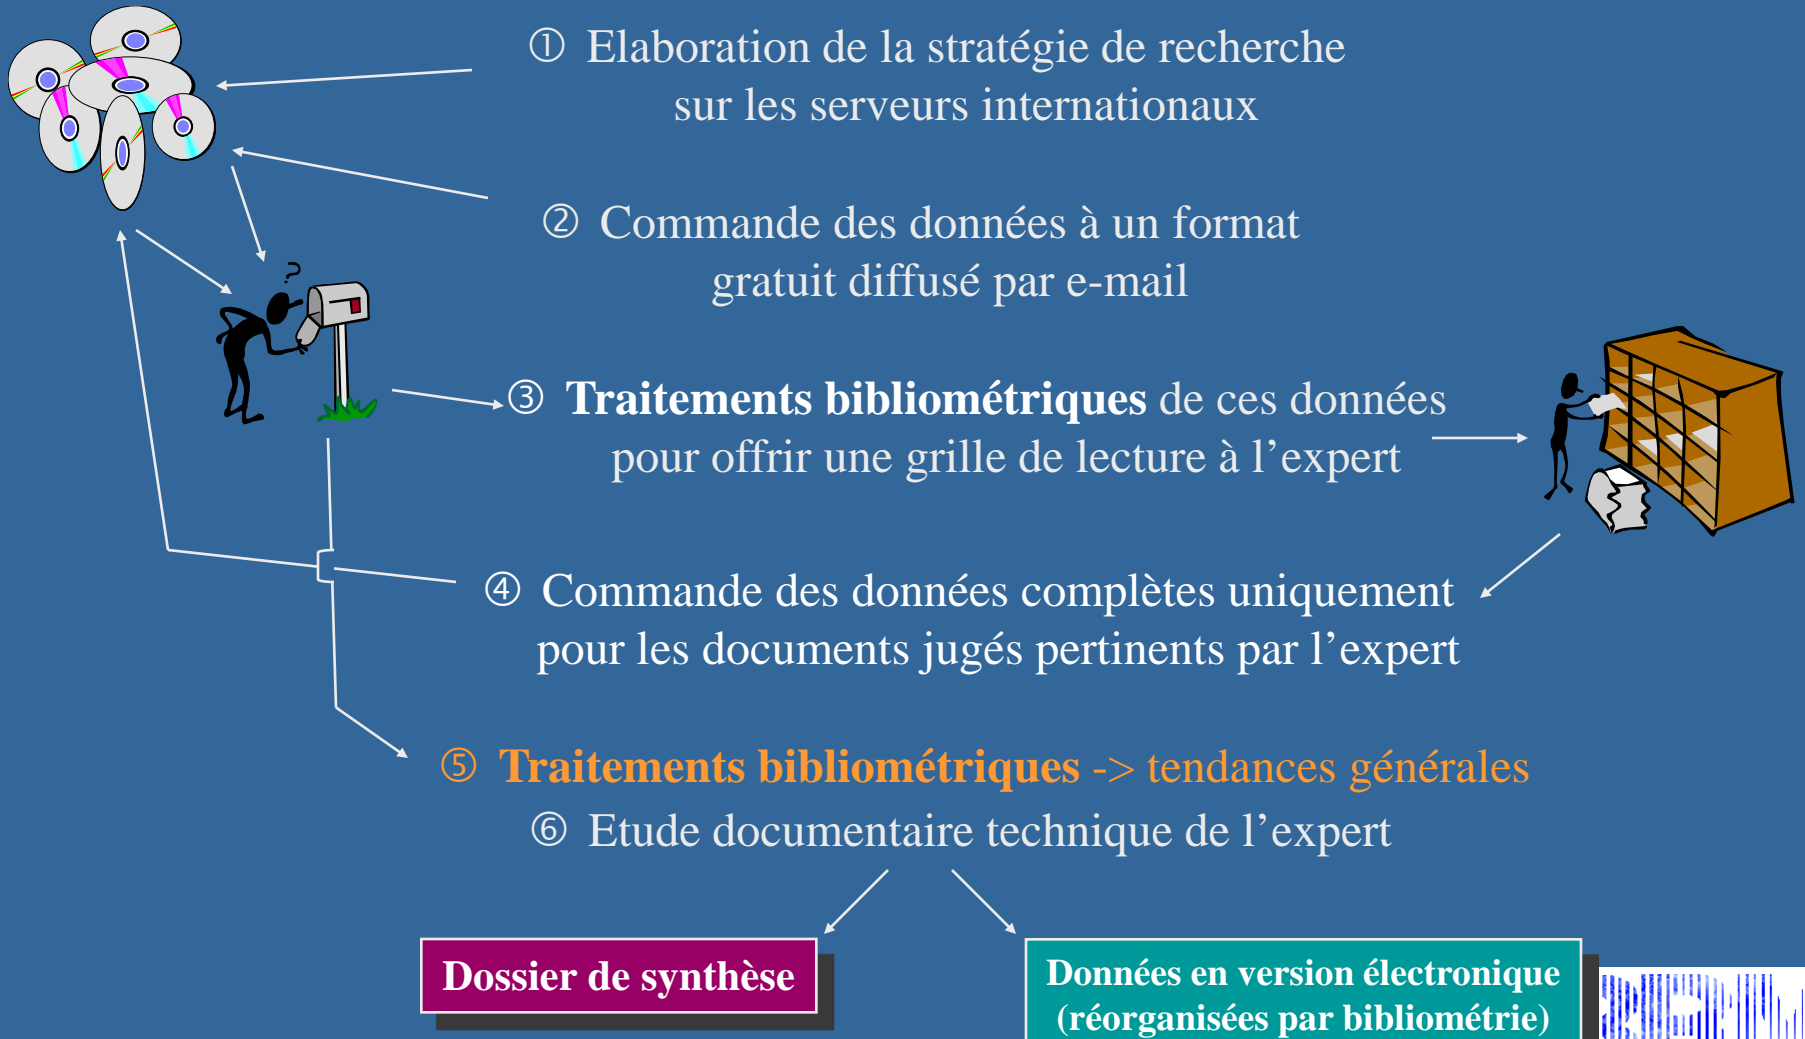 ① Elaboration de la stratégie de recherche
sur les serveurs internationaux
② Commande des données à un format
gratuit diffusé par e-mail
③ Traitements bibliométriques de ces données
pour offrir une grille de lecture à l’expert
④ Commande des données complètes uniquement
pour les documents jugés pertinents par l’expert
⑤ Traitements bibliométriques -> tendances générales
⑥ Etude documentaire technique de l’expert
Dossier de synthèse
Données en version électronique
(réorganisées par bibliométrie)